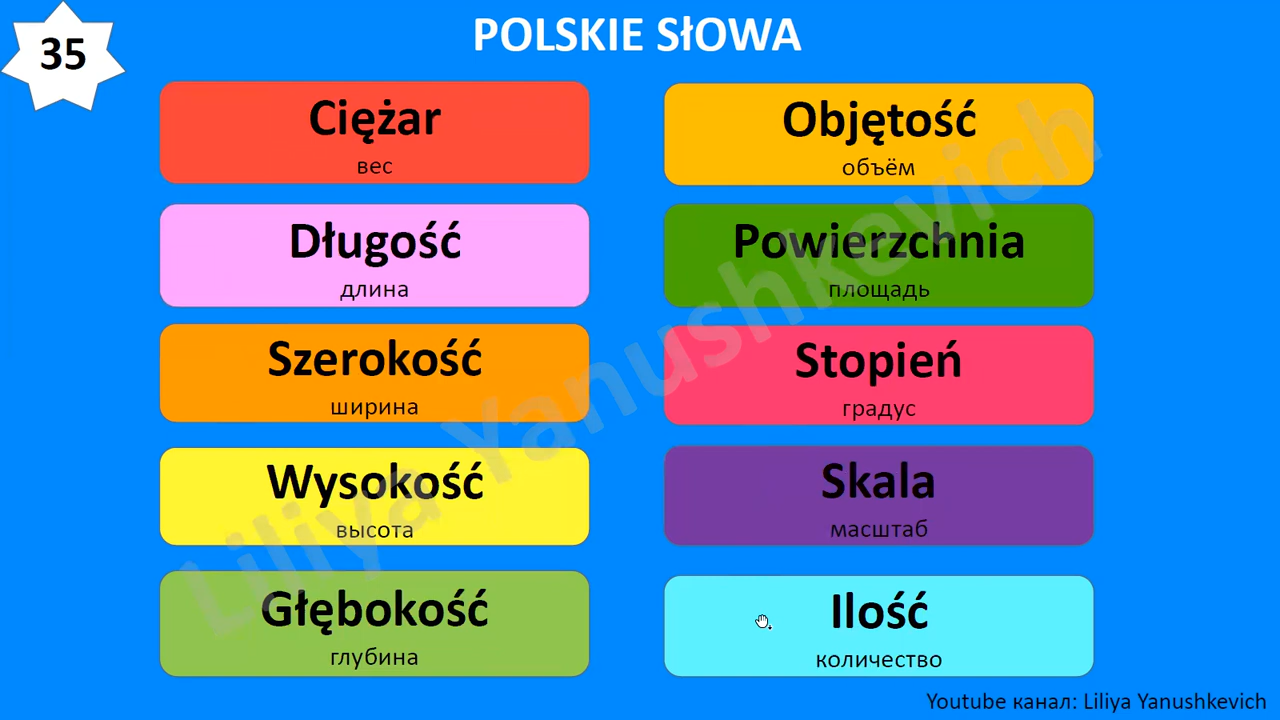 35
POLSKIE SŁOWA
Ciężar
вес
Długość
длина
Szerokość
ширина
Wysokość
высота
Głębokość
глубина
Objętość
объём
Powierzchnia
площадь
Stopień
градус
Skala
масштаб
Ilość
количество
Liliya Yanushkevich
Youtube канал: Liliya Yanushkevich